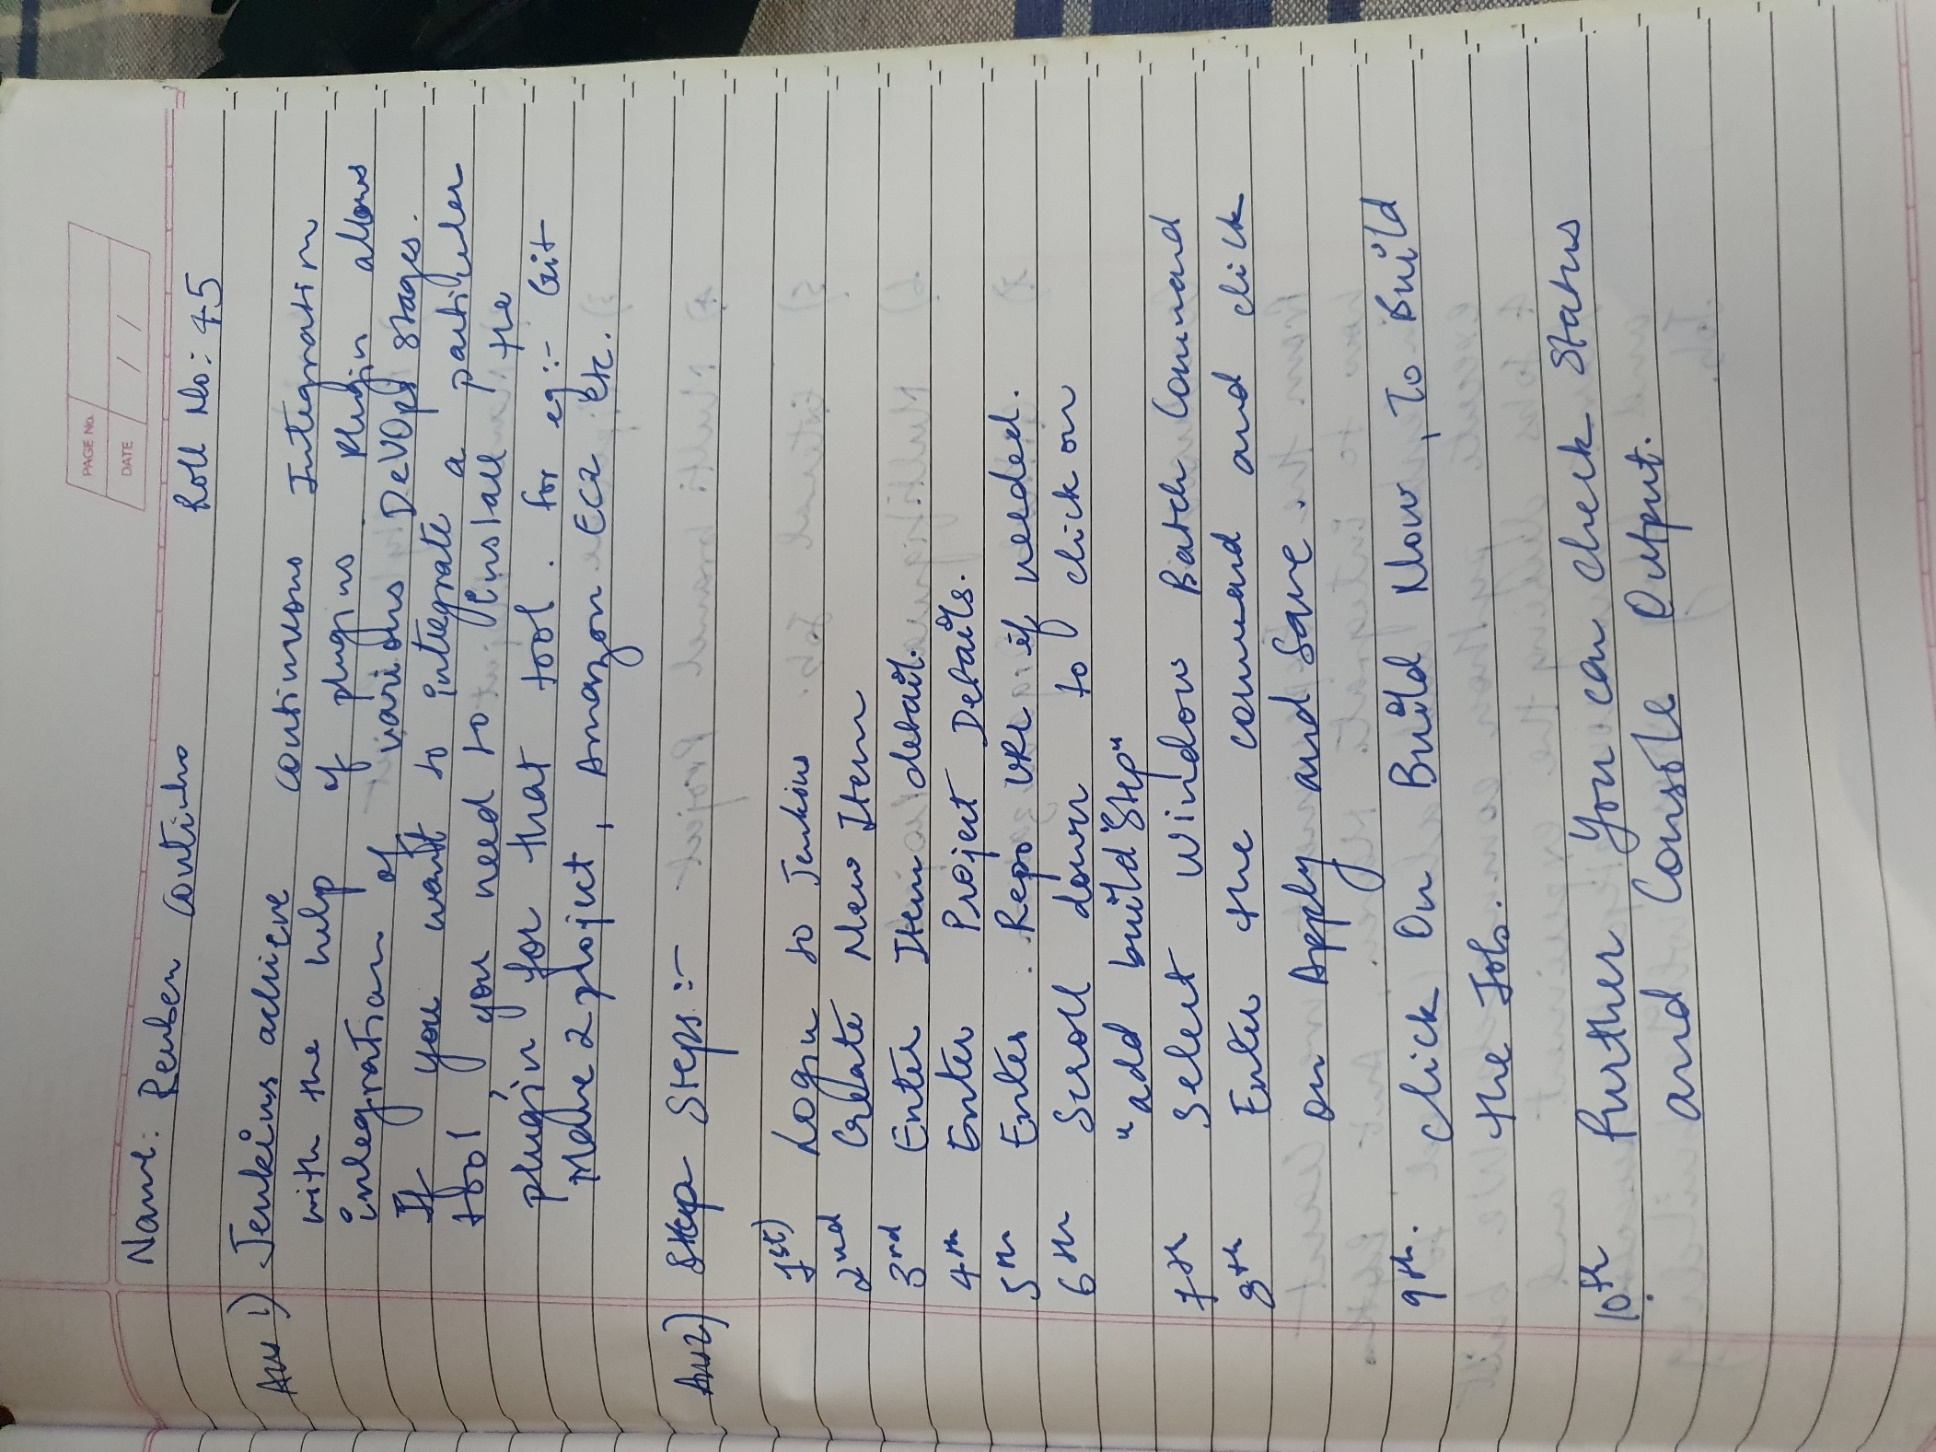 PAGE No.
DATE / /
Name: Reuben Coutinho
Roll No: 45
Ans 1) Jenkins achieve continuous Integration
with the help of plugins Plugin allows
integration of various DevOps stages.
If you want to integrate a particular
tool you need to install the
plugin for that tool. for eg:- Git
Mave 2 project, Amazon EC2 etc.
Ans2) Step Steps:-
1st) Login to Jenkins
2nd Create New Item
3rd Enter Item detail.
4th Enter Project Details.
5th Enter Repo URL if needed.
6th Scroll down to click on
"add build step"
7th Select Window Batch Command
8th Enter the command and click
on Apply and Save.
9th. Click On Build Now, To Build
the Job.
10th. Further You can check Status
and Console Output.